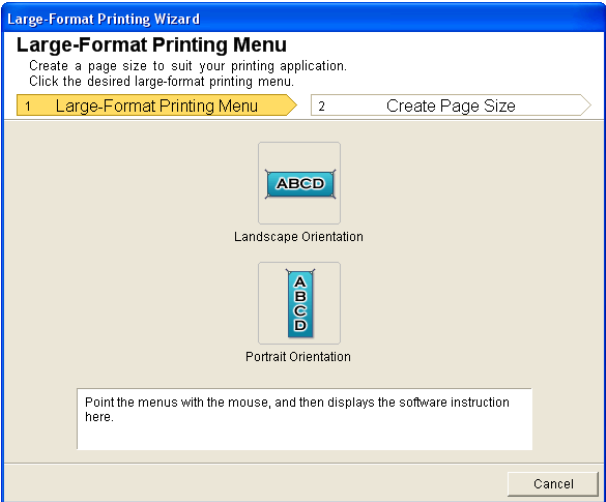 Large-Format Printing Wizard
Large-Format Printing Menu
Create a page size to suit your printing application.
Click the desired large-format printing menu.
1 Large-Format Printing Menu 2 Create Page Size
ABCD
Landscape Orientation
A
B
C
D
Portrait Orientation
Point the menus with the mouse, and then displays the software instruction
here.
Cancel